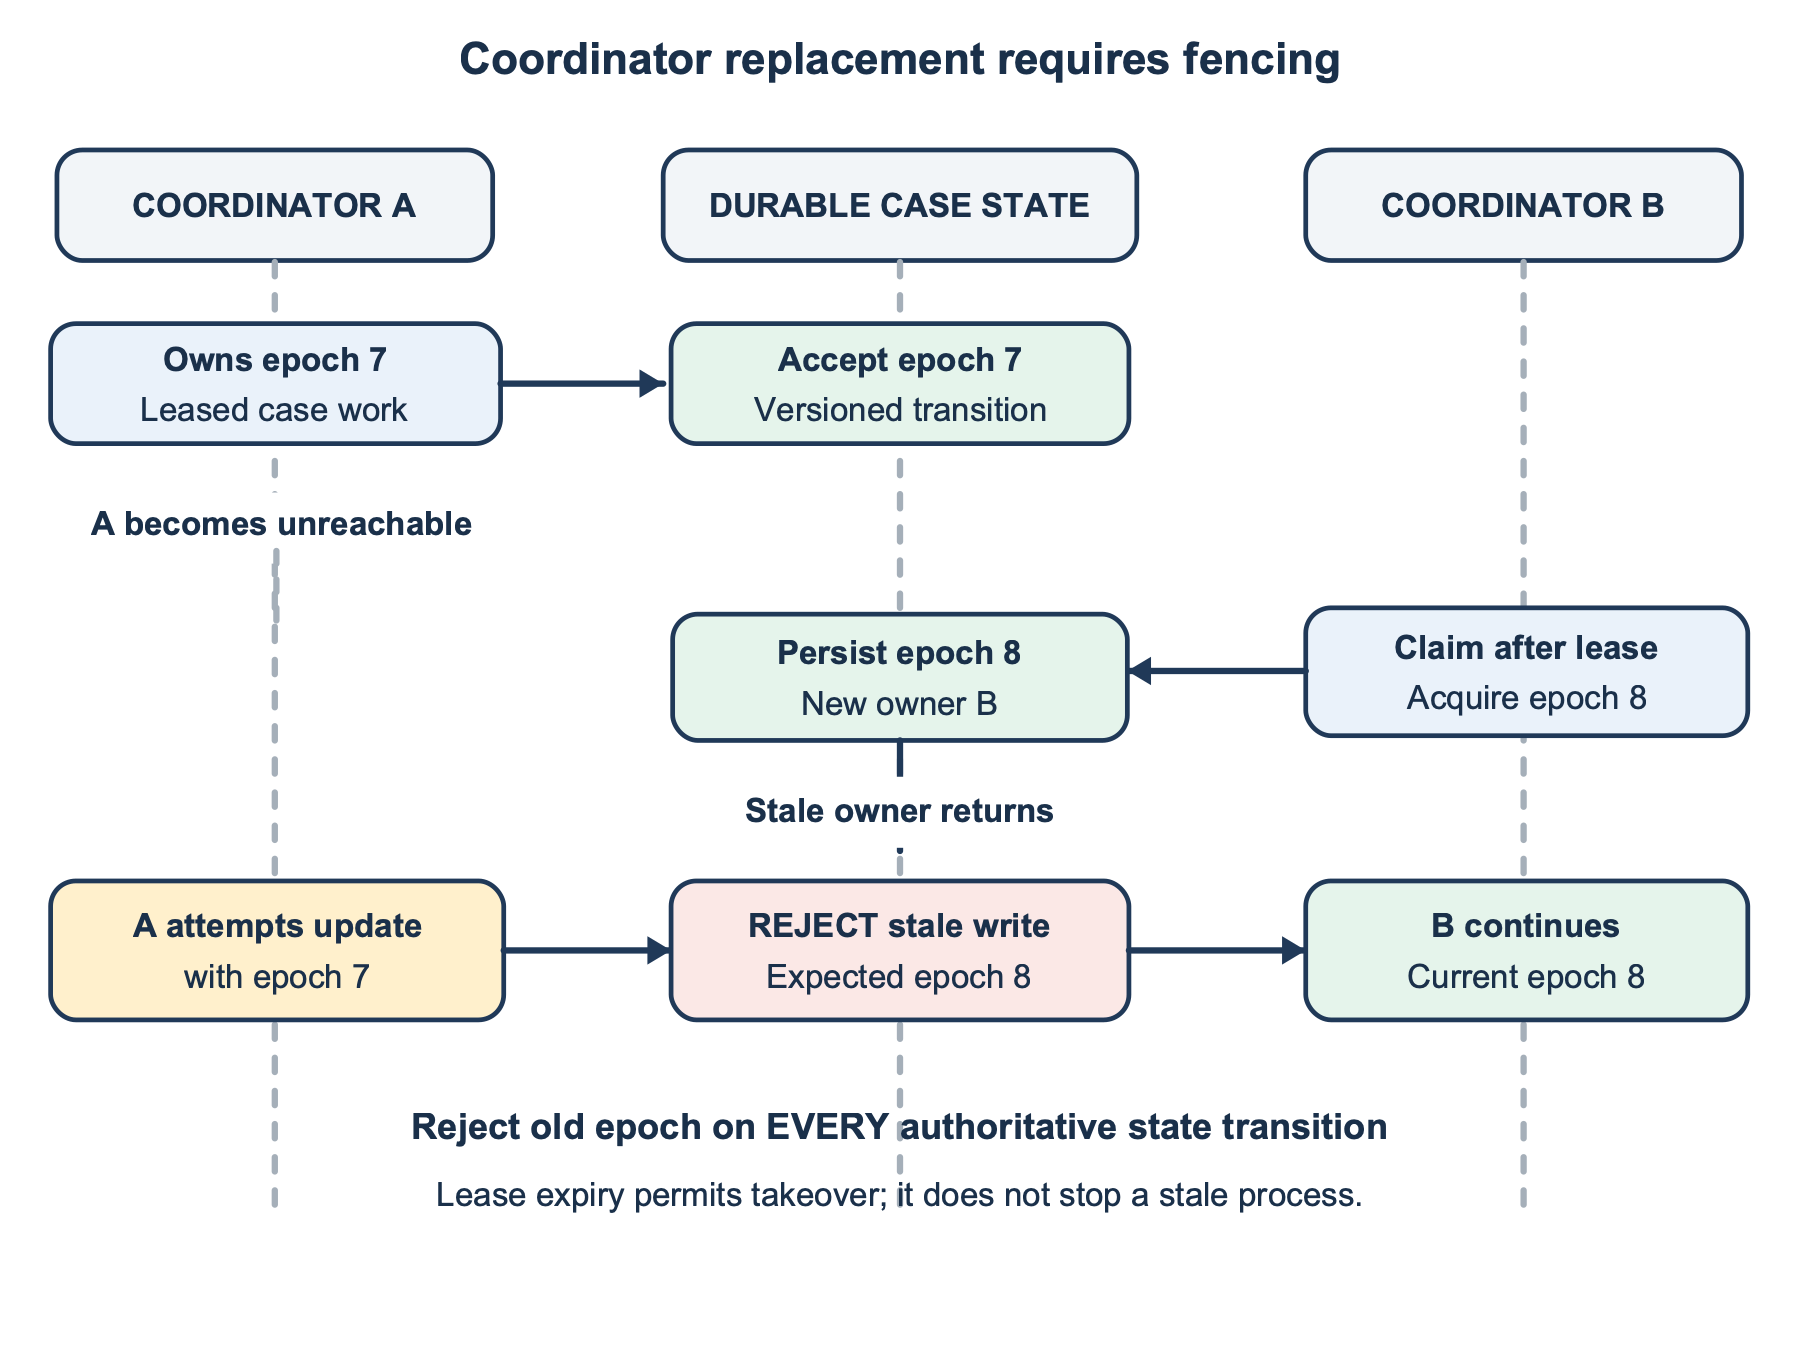 Coordinator replacement requires fencing
COORDINATOR A
DURABLE CASE STATE
COORDINATOR B
Owns epoch 7
Leased case work
Accept epoch 7
Versioned transition
A becomes unreachable
Persist epoch 8
New owner B
Claim after lease
Acquire epoch 8
Stale owner returns
A attempts update
with epoch 7
REJECT stale write
Expected epoch 8
B continues
Current epoch 8
Reject old epoch on EVERY authoritative state transition
Lease expiry permits takeover; it does not stop a stale process.